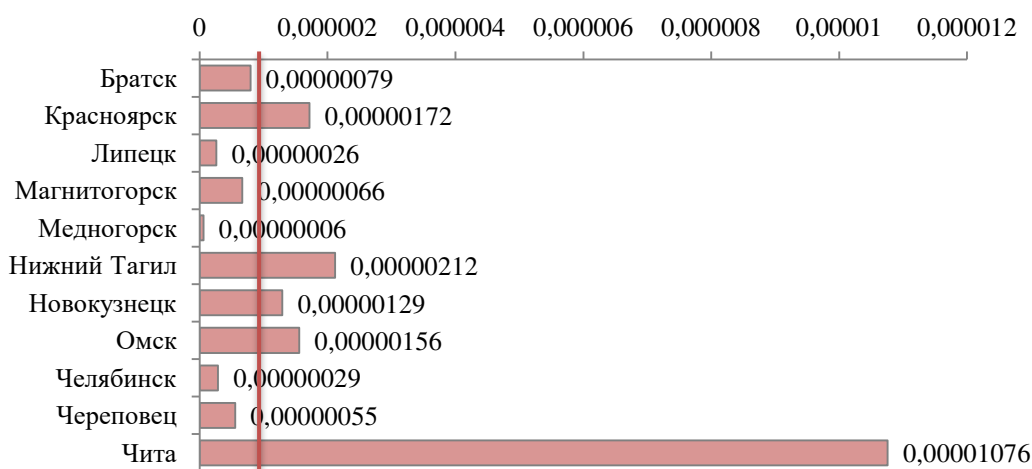 0 0,000002 0,000004 0,000006 0,000008 0,00001 0,000012
Братск 0,00000079
Красноярск 0,00000172
Липецк 0,00000026
Магнитогорск 0,00000066
Медногорск 0,00000006
Нижний Тагил 0,00000212
Новокузнецк 0,00000129
Омск 0,00000156
Челябинск 0,00000029
Череповец 0,00000055
Чита 0,00001076